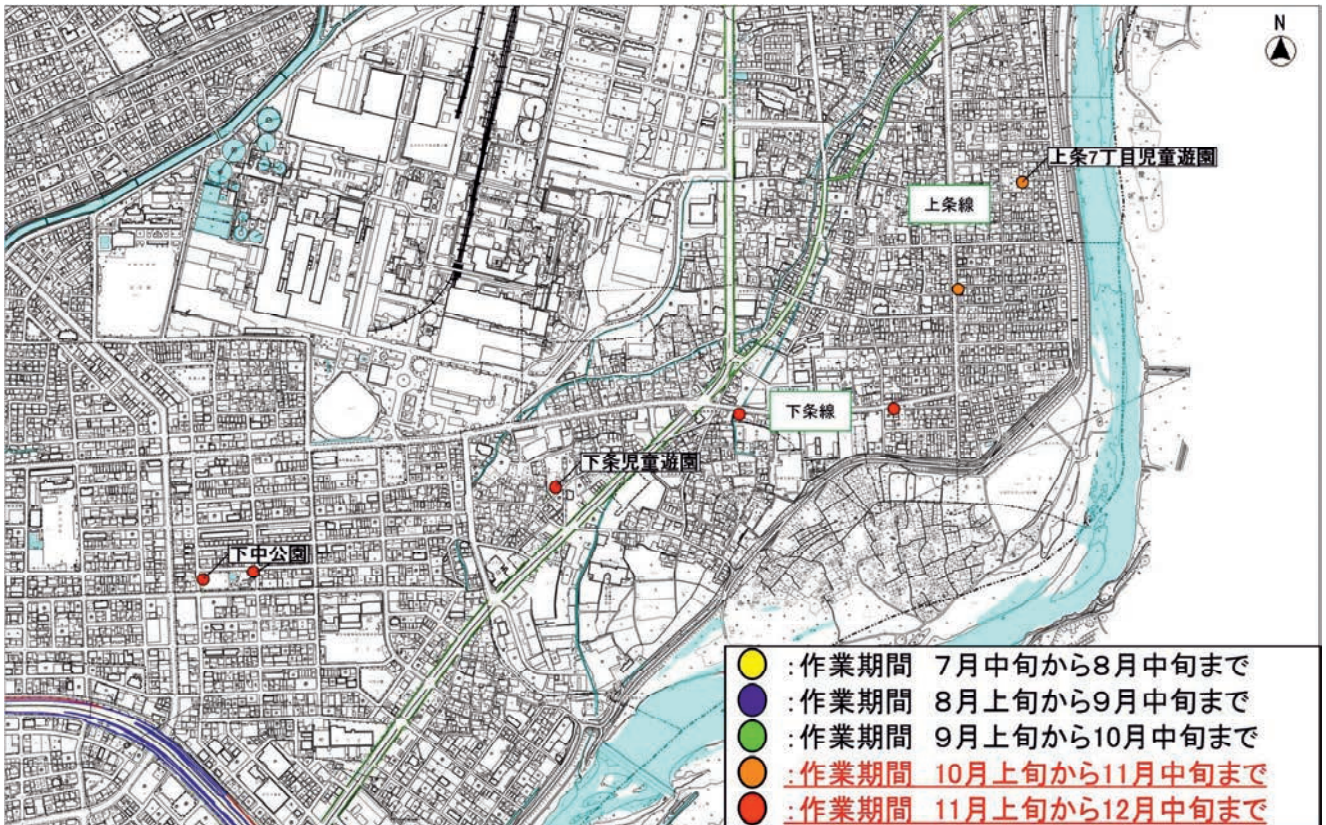 N
上条7丁目児童遊園
上条線
下条線
下条児童遊園
下中公園
:作業期間 7月中旬から8月中旬まで
:作業期間 8月上旬から9月中旬まで
:作業期間 9月上旬から10月中旬まで
:作業期間 10月上旬から11月中旬まで
:作業期間 11月上旬から12月中旬まで